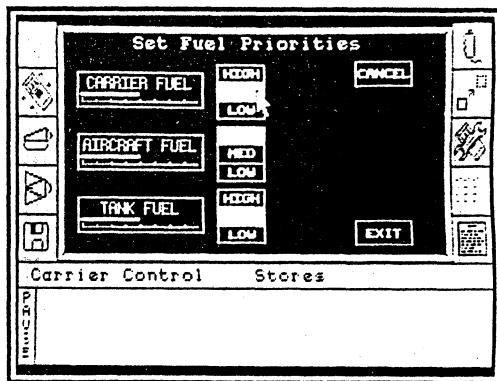 Set Fuel Priorities
CARRIER FUEL
HIGH
LOW
CANCEL
AIRCRAFT FUEL
MED
LOW
TANK FUEL
HIGH
LOW
EXIT
Carrier Control Stores
PAUSE